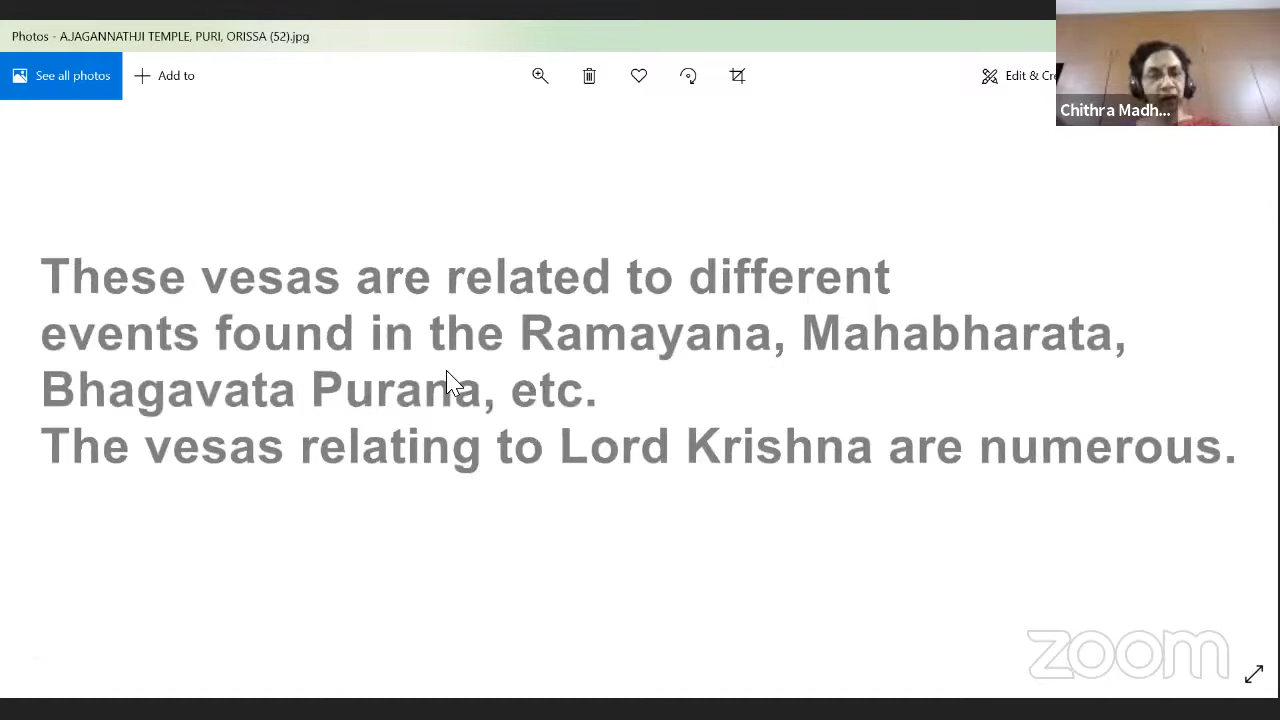 Photos - A.JAGANNATHJI TEMPLE, PURI, ORISSA (52).jpg
See all photos
Add to
Edit & Cre
Chithra Madh...
These vesas are related to different
events found in the Ramayana, Mahabharata,
Bhagavata Purana, etc.
The vesas relating to Lord Krishna are numerous.
zoom